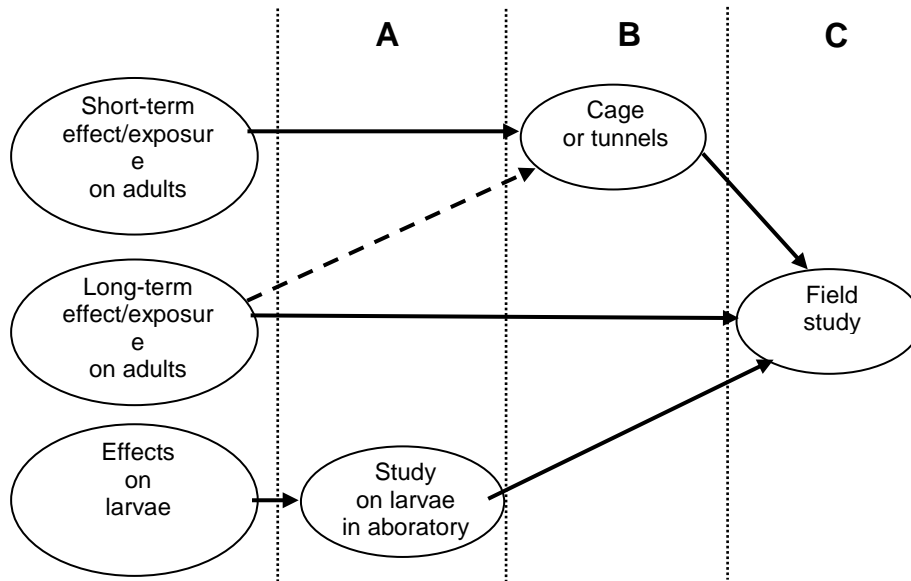 A
B
C
Short-term
effect/exposur
e
on adults
Cage
or tunnels
Long-term
effect/exposur
e
on adults
Field
study
Effects
on
larvae
Study
on larvae
in aboratory